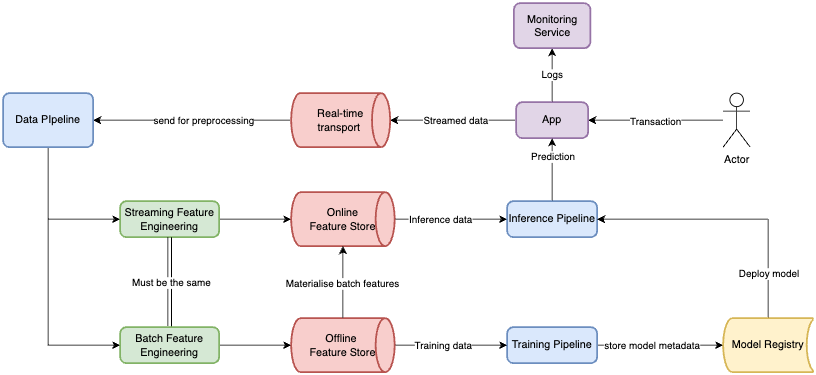 Monitoring
Service
Logs
Data PIpeline
send for preprocessing
Real-time
transport
Streamed data
App
Transaction
Actor
Prediction
Streaming Feature
Engineering
Online
Feature Store
Inference data
Inference Pipeline
Must be the same
Materialise batch features
Deploy model
Batch Feature
Engineering
Offline
Feature Store
Training data
Training Pipeline
store model metadata
Model Registry